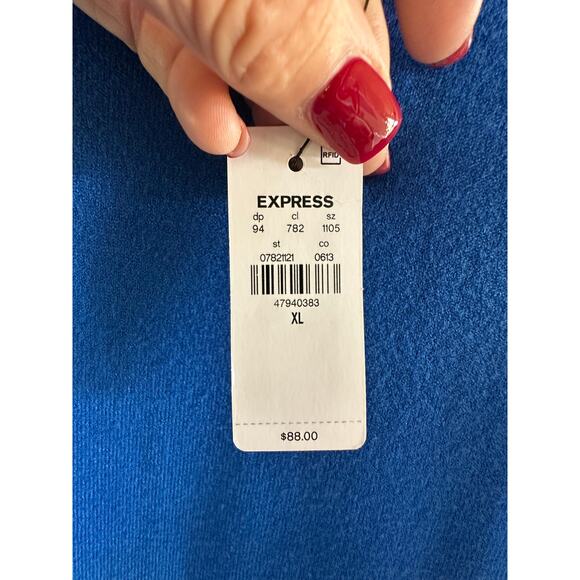 RFID
EXPRESS
dp cl sz
94 782 1105
st co
07821121 0613
47940383
XL
$88.00